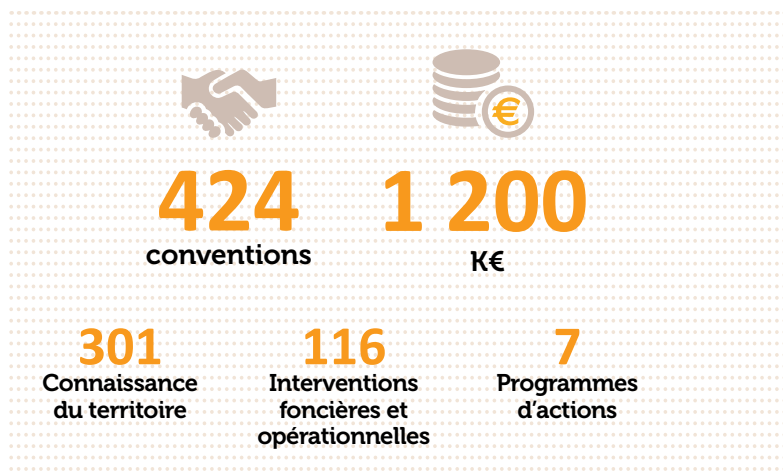 €
424
conventions
1 200
K€
301
Connaissance
du territoire
116
Interventions
foncières et
opérationnelles
7
Programmes
d'actions